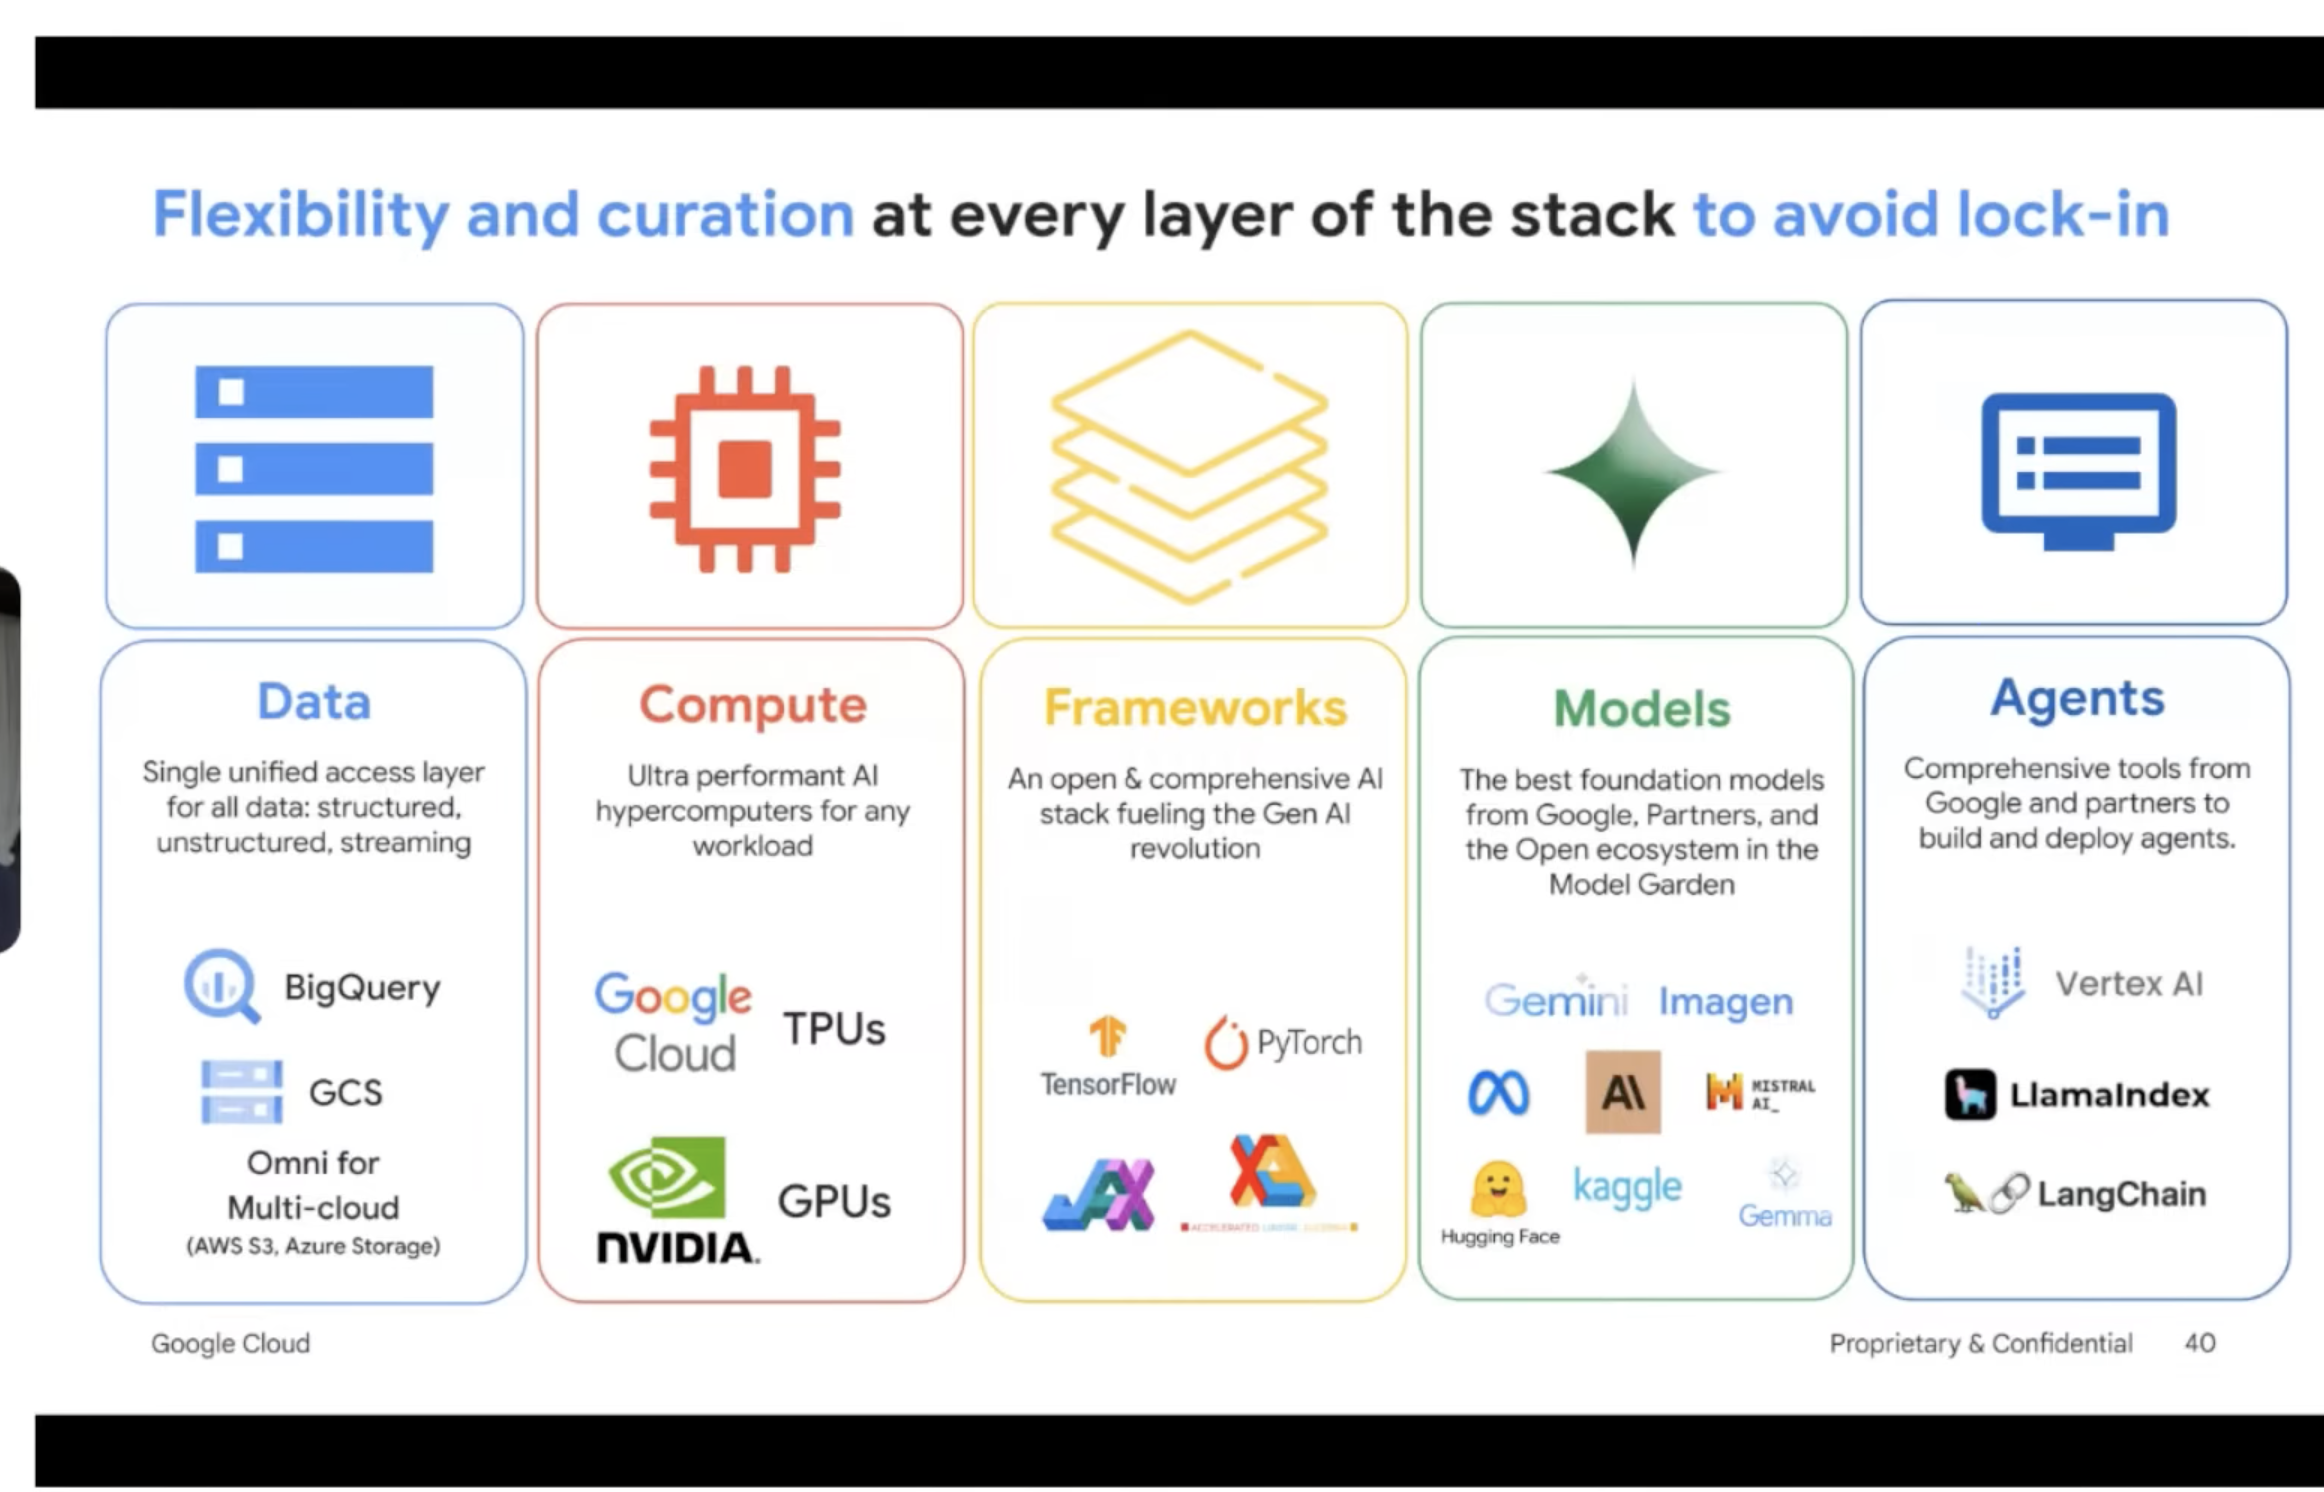 Flexibility and curation at every layer of the stack to avoid lock-in
Data
Single unified access layer
for all data: structured,
unstructured, streaming
BigQuery
GCS
Omni for
Multi-cloud
(AWS S3, Azure Storage)
Compute
Ultra performant AI
hypercomputers for any
workload
Google
Cloud
TPUs
NVIDIA.
GPUs
Frameworks
An open & comprehensive AI
stack fueling the Gen AI
revolution
TensorFlow
PyTorch
JAX
XLA
ACCELERATED LINEAR ALGEBRA
Models
The best foundation models
from Google, Partners, and
the Open ecosystem in the
Model Garden
Gemini Imagen
A\
MISTRAL
AI_
Hugging Face
kaggle
Gemma
Agents
Comprehensive tools from
Google and partners to
build and deploy agents.
Vertex AI
LlamaIndex
LangChain
Google Cloud
Proprietary & Confidential 40